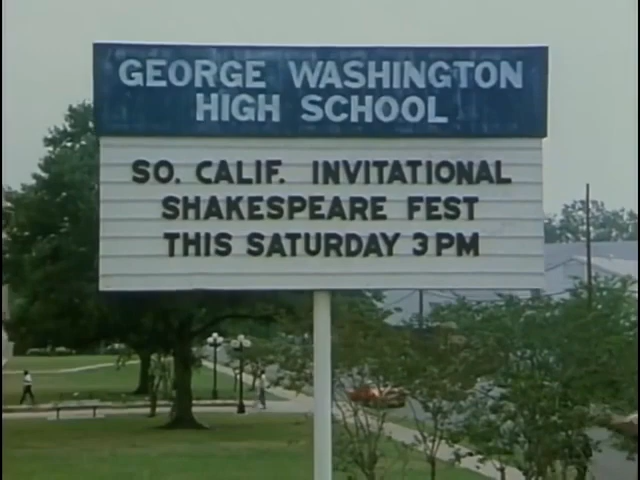 GEORGE WASHINGTON
HIGH SCHOOL
SO. CALIF. INVITATIONAL
SHAKESPEARE FEST
THIS SATURDAY 3 PM